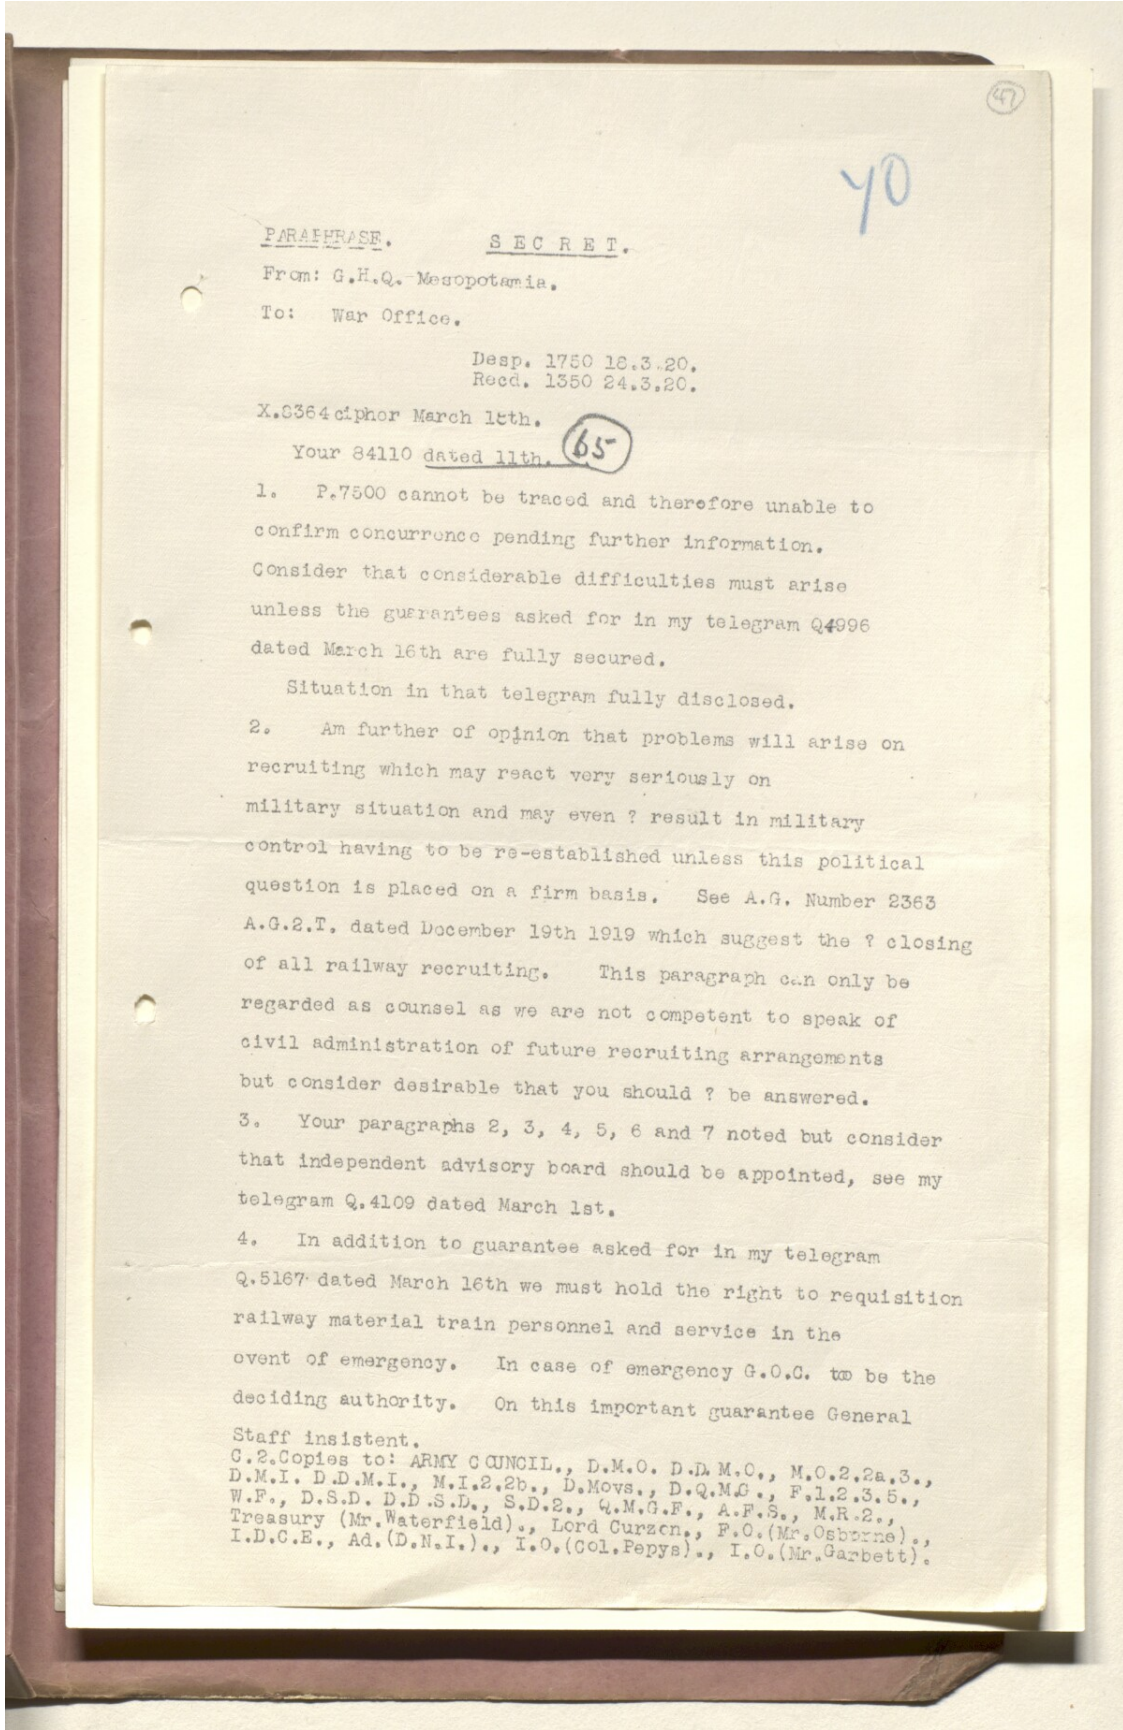 47
40
PARAPHRASE. SECRET.
From: G.H.Q. Mesopotamia.
To: War Office.
Desp. 1750 18.3.20.
Recd. 1350 24.3.20.
X.8364 cipher March 18th.
Your 84110 dated 11th. 65
1. P.7500 cannot be traced and therefore unable to
confirm concurrence pending further information.
Consider that considerable difficulties must arise
unless the guarantees asked for in my telegram Q4996
dated March 16th are fully secured.
Situation in that telegram fully disclosed.
2. Am further of opinion that problems will arise on
recruiting which may react very seriously on
military situation and may even ? result in military
control having to be re-established unless this political
question is placed on a firm basis. See A.G. Number 2363
A.G.2.T. dated December 19th 1919 which suggest the ? closing
of all railway recruiting. This paragraph can only be
regarded as counsel as we are not competent to speak of
civil administration of future recruiting arrangements
but consider desirable that you should ? be answered.
3. Your paragraphs 2, 3, 4, 5, 6 and 7 noted but consider
that independent advisory board should be appointed, see my
telegram Q.4109 dated March 1st.
4. In addition to guarantee asked for in my telegram
Q.5167 dated March 16th we must hold the right to requisition
railway material train personnel and service in the
event of emergency. In case of emergency G.O.C. to be the
deciding authority. On this important guarantee General
Staff insistent.
C.2.Copies to: ARMY COUNCIL., D.M.O. D.D.M.O., M.O.2.2a.3.,
D.M.I. D.D.M.I., M.I.2.2b., D.Movs., D.Q.M.G., F.1.2.3.5.,
W.F., D.S.D. D.D.S.D., S.D.2., Q.M.G.F., A.F.S., M.R.2.,
Treasury (Mr.Waterfield)., Lord Curzon., F.O.(Mr.Osborne).,
I.D.C.E., Ad.(D.N.I.)., I.O.(Col.Pepys)., I.O.(Mr.Garbett).